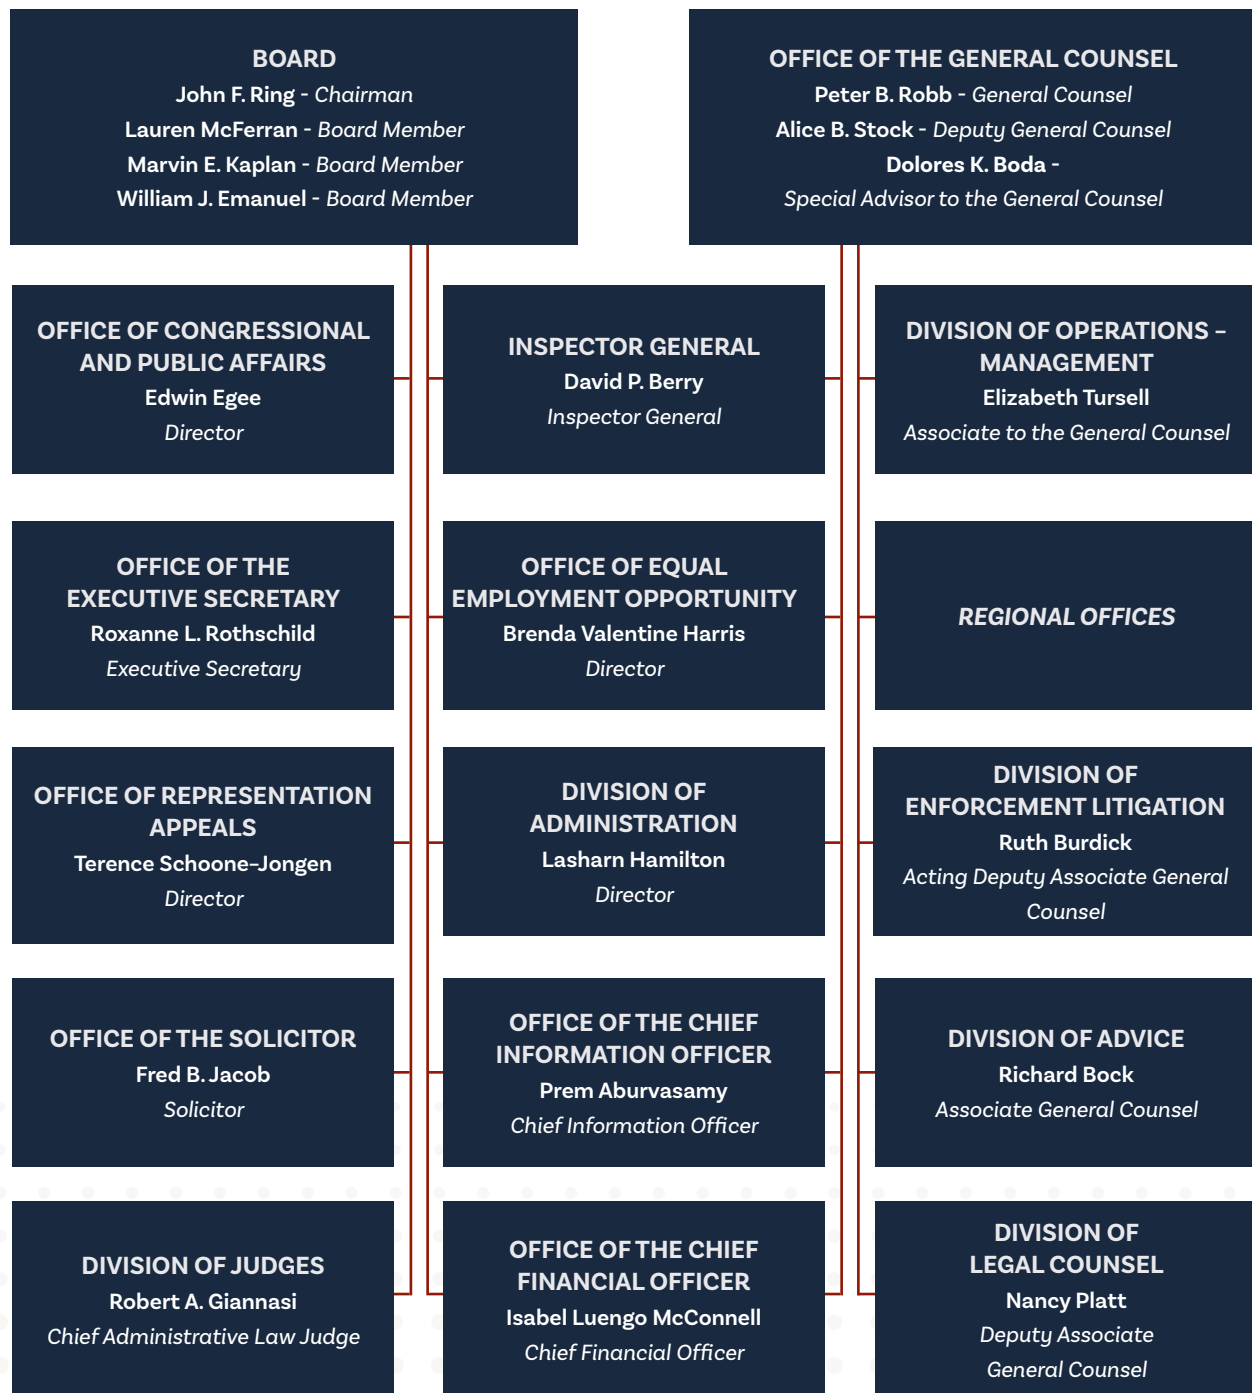 BOARD
John F. Ring - Chairman
Lauren McFerran - Board Member
Marvin E. Kaplan - Board Member
William J. Emanuel - Board Member
OFFICE OF THE GENERAL COUNSEL
Peter B. Robb - General Counsel
Alice B. Stock - Deputy General Counsel
Dolores K. Boda -
Special Advisor to the General Counsel
OFFICE OF CONGRESSIONAL
AND PUBLIC AFFAIRS
Edwin Egee
Director
INSPECTOR GENERAL
David P. Berry
Inspector General
DIVISION OF OPERATIONS –
MANAGEMENT
Elizabeth Tursell
Associate to the General Counsel
OFFICE OF THE
EXECUTIVE SECRETARY
Roxanne L. Rothschild
Executive Secretary
OFFICE OF EQUAL
EMPLOYMENT OPPORTUNITY
Brenda Valentine Harris
Director
REGIONAL OFFICES
OFFICE OF REPRESENTATION
APPEALS
Terence Schoone-Jongen
Director
DIVISION OF
ADMINISTRATION
Lasharn Hamilton
Director
DIVISION OF
ENFORCEMENT LITIGATION
Ruth Burdick
Acting Deputy Associate General
Counsel
OFFICE OF THE SOLICITOR
Fred B. Jacob
Solicitor
OFFICE OF THE CHIEF
INFORMATION OFFICER
Prem Aburvasamy
Chief Information Officer
DIVISION OF ADVICE
Richard Bock
Associate General Counsel
DIVISION OF JUDGES
Robert A. Giannasi
Chief Administrative Law Judge
OFFICE OF THE CHIEF
FINANCIAL OFFICER
Isabel Luengo McConnell
Chief Financial Officer
DIVISION OF
LEGAL COUNSEL
Nancy Platt
Deputy Associate
General Counsel